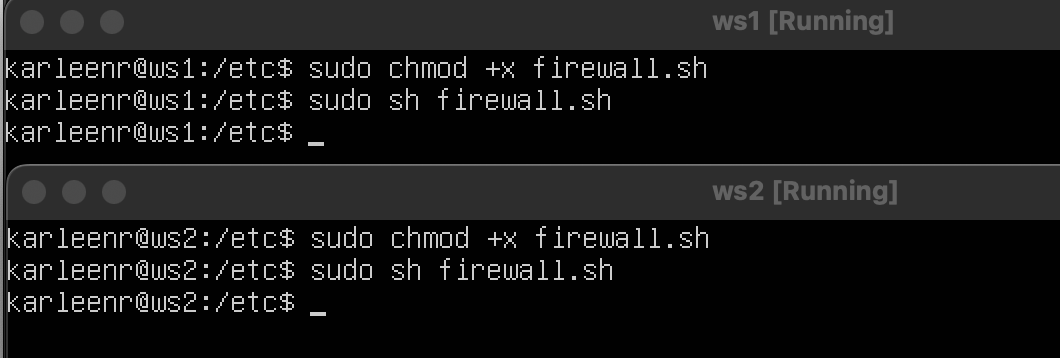 ws1 [Running]
karleenr@ws1:/etc$ sudo chmod +x firewall.sh
karleenr@ws1:/etc$ sudo sh firewall.sh
karleenr@ws1:/etc$ _
ws2 [Running]
karleenr@ws2:/etc$ sudo chmod +x firewall.sh
karleenr@ws2:/etc$ sudo sh firewall.sh
karleenr@ws2:/etc$ _